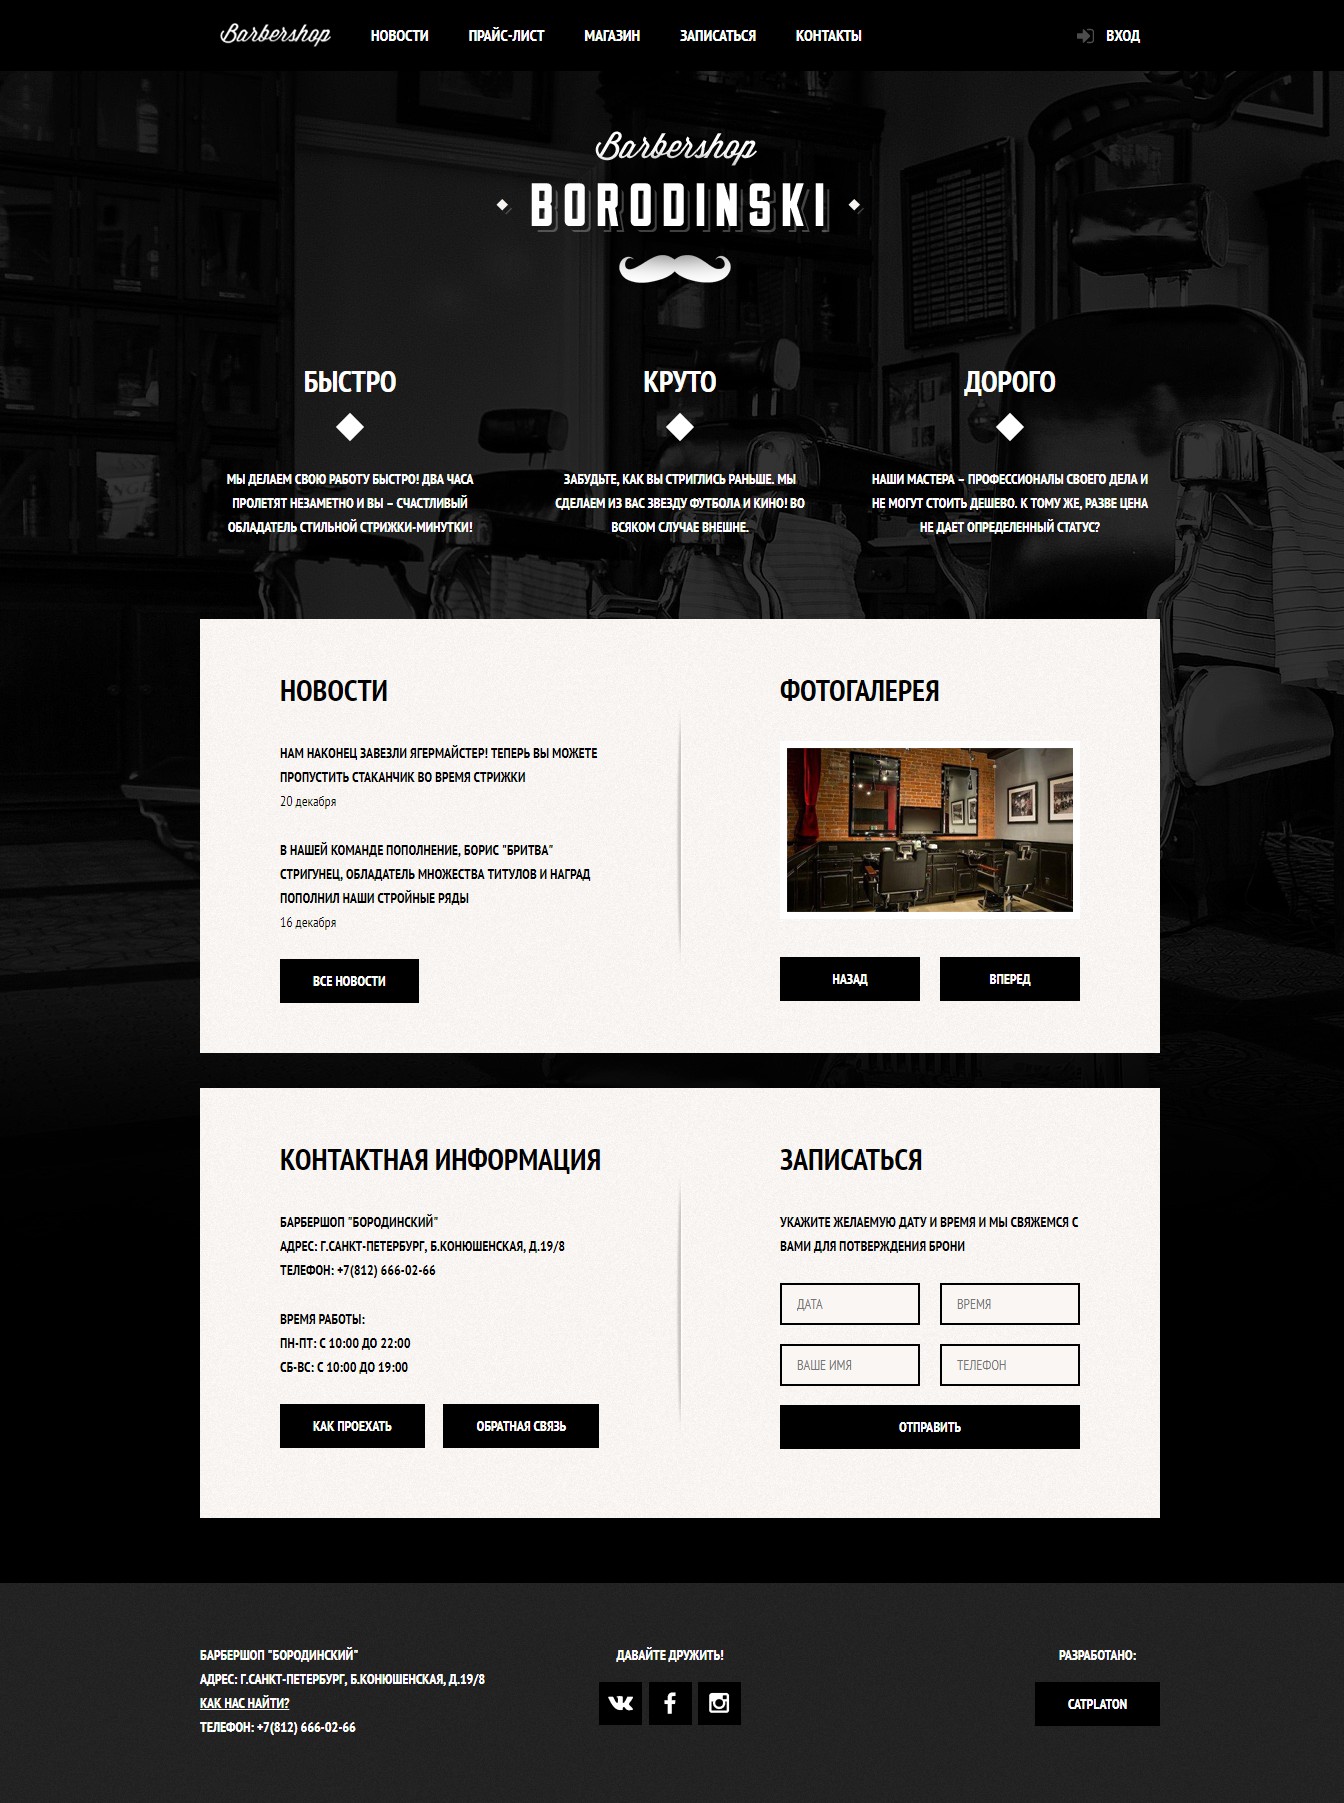 Barbershop НОВОСТИ ПРАЙС-ЛИСТ МАГАЗИН ЗАПИСАТЬСЯ КОНТАКТЫ ВХОД
Barbershop
BORODINSKI
БЫСТРО
МЫ ДЕЛАЕМ СВОЮ РАБОТУ БЫСТРО! ДВА ЧАСА
ПРОЛЕТЯТ НЕЗАМЕТНО И ВЫ – СЧАСТЛИВЫЙ
ОБЛАДАТЕЛЬ СТИЛЬНОЙ СТРИЖКИ-МИНУТКИ!
КРУТО
ЗАБУДЬТЕ, КАК ВЫ СТРИГЛИСЬ РАНЬШЕ. МЫ
СДЕЛАЕМ ИЗ ВАС ЗВЕЗДУ ФУТБОЛА И КИНО! ВО
ВСЯКОМ СЛУЧАЕ ВНЕШНЕ.
ДОРОГО
НАШИ МАСТЕРА – ПРОФЕССИОНАЛЫ СВОЕГО ДЕЛА И
НЕ МОГУТ СТОИТЬ ДЕШЕВО. К ТОМУ ЖЕ, РАЗВЕ ЦЕНА
НЕ ДАЕТ ОПРЕДЕЛЕННЫЙ СТАТУС?
НОВОСТИ
НАМ НАКОНЕЦ ЗАВЕЗЛИ ЯГЕРМАЙСТЕР! ТЕПЕРЬ ВЫ МОЖЕТЕ
ПРОПУСТИТЬ СТАКАНЧИК ВО ВРЕМЯ СТРИЖКИ
20 декабря
В НАШЕЙ КОМАНДЕ ПОПОЛНЕНИЕ, БОРИС "БРИТВА"
СТРИГУНЕЦ, ОБЛАДАТЕЛЬ МНОЖЕСТВА ТИТУЛОВ И НАГРАД
ПОПОЛНИЛ НАШИ СТРОЙНЫЕ РЯДЫ
16 декабря
ВСЕ НОВОСТИ
ФОТОГАЛЕРЕЯ
НАЗАД ВПЕРЕД
КОНТАКТНАЯ ИНФОРМАЦИЯ
БАРБЕРШОП "БОРОДИНСКИЙ"
АДРЕС: Г.САНКТ-ПЕТЕРБУРГ, Б.КОНЮШЕНСКАЯ, Д.19/8
ТЕЛЕФОН: +7(812) 666-02-66
ВРЕМЯ РАБОТЫ:
ПН-ПТ: С 10:00 ДО 22:00
СБ-ВС: С 10:00 ДО 19:00
КАК ПРОЕХАТЬ ОБРАТНАЯ СВЯЗЬ
ЗАПИСАТЬСЯ
УКАЖИТЕ ЖЕЛАЕМУЮ ДАТУ И ВРЕМЯ И МЫ СВЯЖЕМСЯ С
ВАМИ ДЛЯ ПОТВЕРЖДЕНИЯ БРОНИ
ДАТА ВРЕМЯ
ВАШЕ ИМЯ ТЕЛЕФОН
ОТПРАВИТЬ
БАРБЕРШОП "БОРОДИНСКИЙ"
АДРЕС: Г.САНКТ-ПЕТЕРБУРГ, Б.КОНЮШЕНСКАЯ, Д.19/8
КАК НАС НАЙТИ?
ТЕЛЕФОН: +7(812) 666-02-66
ДАВАЙТЕ ДРУЖИТЬ!
РАЗРАБОТАНО:
CATPLATON